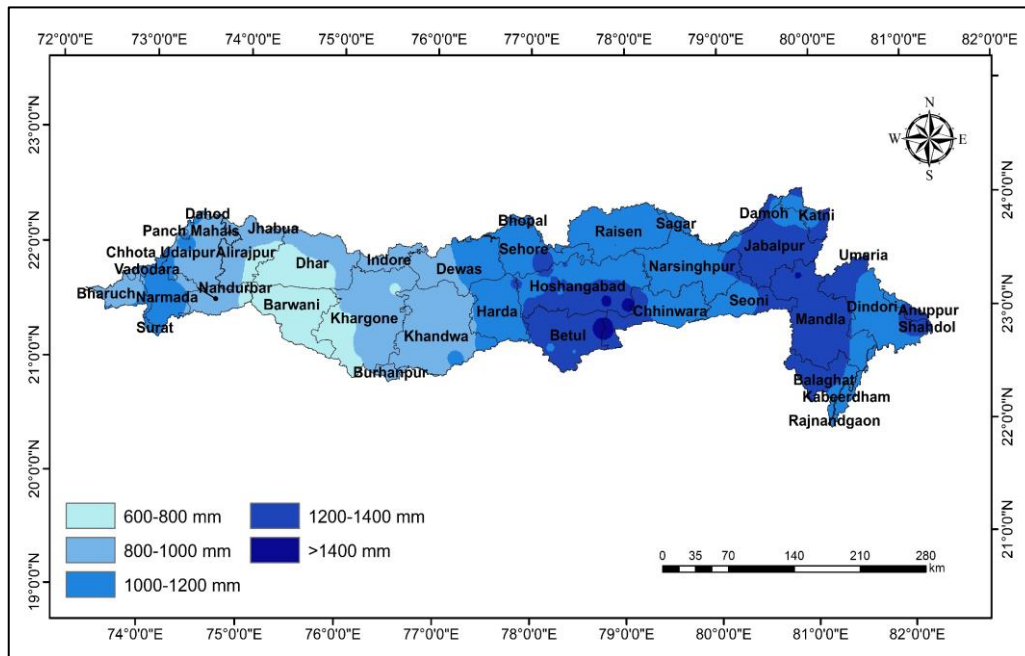 72°0'0"E 73°0'0"E 74°0'0"E 75°0'0"E 76°0'0"E 77°0'0"E 78°0'0"E 79°0'0"E 80°0'0"E 81°0'0"E 82°0'0"E
23°0'0"N
22°0'0"N
21°0'0"N
20°0'0"N
19°0'0"N
24°0'0"N
23°0'0"N
22°0'0"N
21°0'0"N
N
W E
S
Dahod
Panch Mahals
Jhabua
Chhota Udaipur
Alirajpur
Vadodara
Bharuch
Narmada
Nandurbar
Surat
Dhar
Barwani
Indore
Khargone
Khandwa
Burhanpur
Dewas
Bhopal
Sehore
Harda
Raisen
Sagar
Hoshangabad
Betul
Narsinghpur
Chhinwara
Seoni
Damoh
Katni
Jabalpur
Umaria
Mandla
Dindori
Anuppur
Shahdol
Balaghat
Kabeerdham
Rajnandgaon
600-800 mm
800-1000 mm
1000-1200 mm
1200-1400 mm
>1400 mm
0 35 70 140 210 280
km
74°0'0"E 75°0'0"E 76°0'0"E 77°0'0"E 78°0'0"E 79°0'0"E 80°0'0"E 81°0'0"E 82°0'0"E